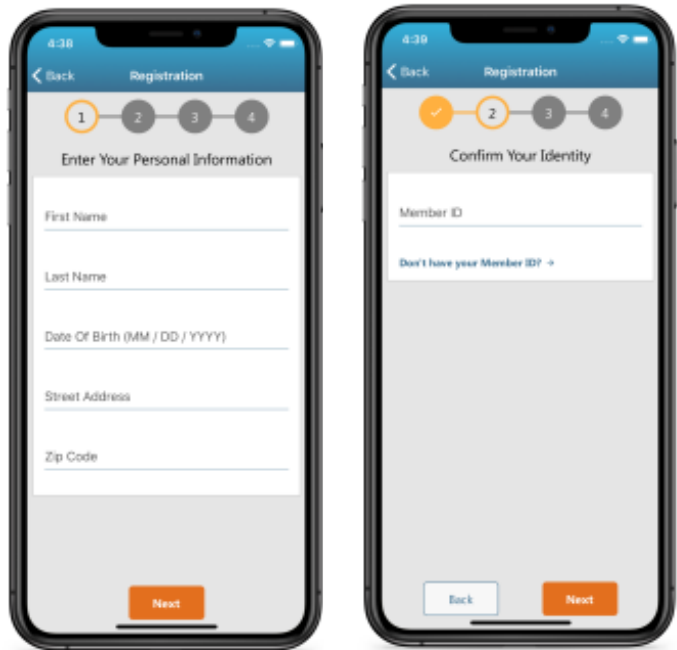 4:38
Back Registration
1 2 3 4
Enter Your Personal Information
First Name
Last Name
Date Of Birth (MM / DD / YYYY)
Street Address
Zip Code
Next
4:39
Back Registration
2 3 4
Confirm Your Identity
Member ID
Don't have your Member ID? →
Back Next